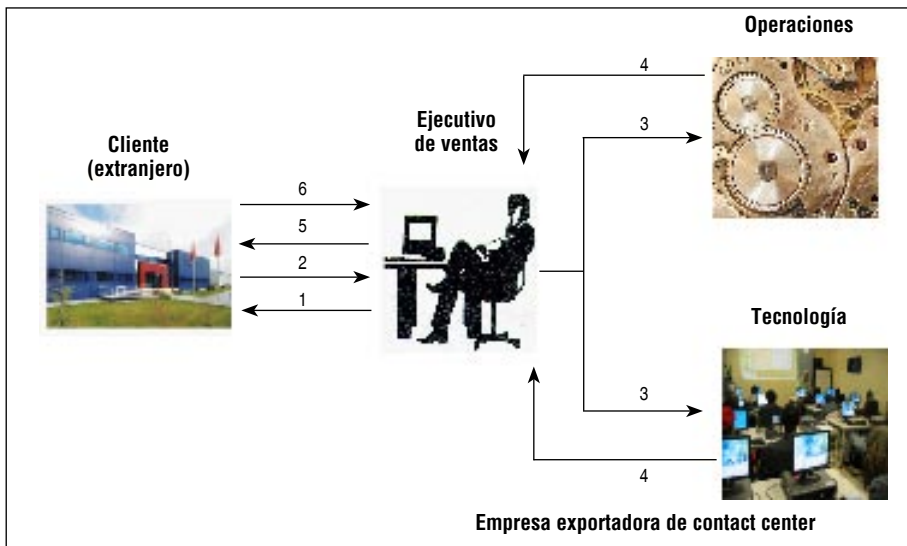 Operaciones
4
Ejecutivo
de ventas
3
Cliente
(extranjero)
6
5
2
1
Tecnología
3
4
Empresa exportadora de contact center